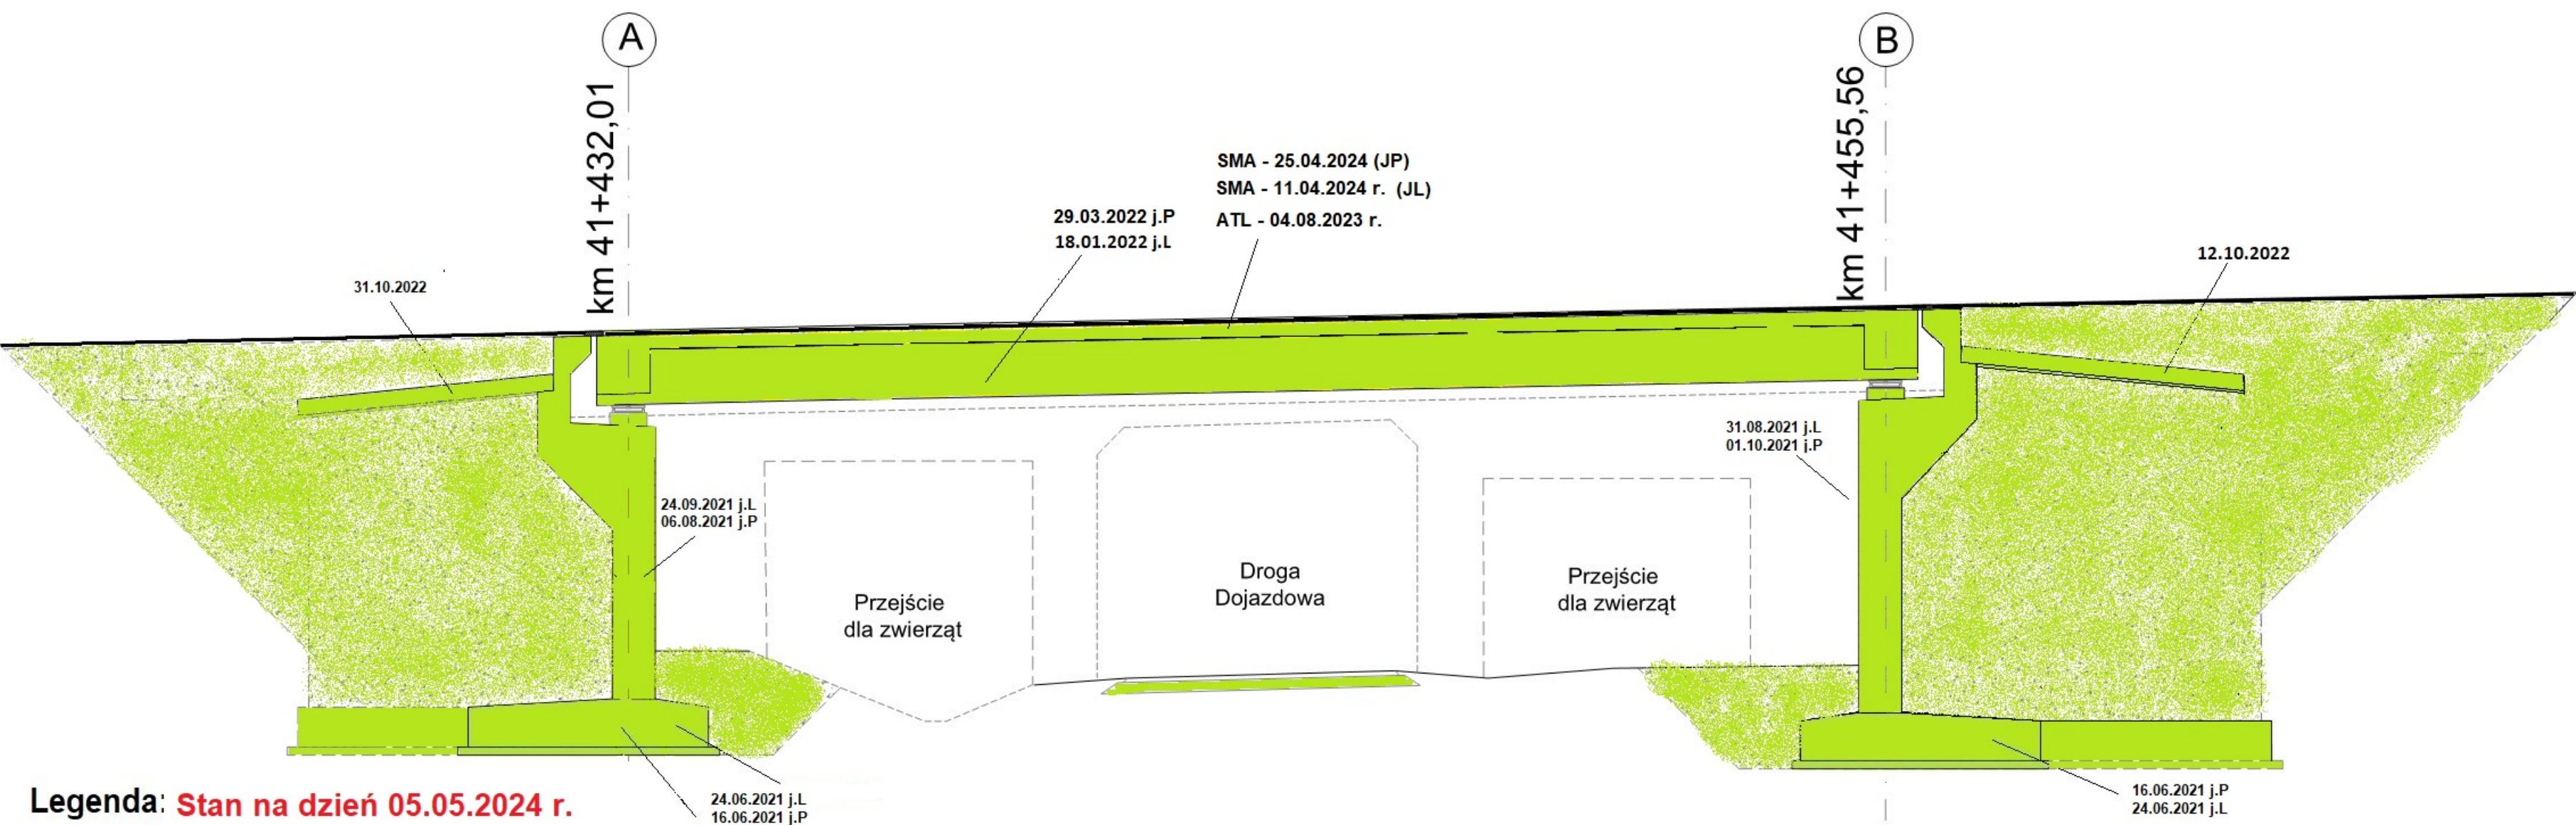 A
B
km 41+432,01
km 41+455,56
SMA - 25.04.2024 (JP)
SMA - 11.04.2024 r. (JL)
ATL - 04.08.2023 r.
29.03.2022 j.P
18.01.2022 j.L
12.10.2022
31.10.2022
31.08.2021 j.L
01.10.2021 j.P
24.09.2021 j.L
06.08.2021 j.P
Przejście
dla zwierząt
Droga
Dojazdowa
Przejście
dla zwierząt
Legenda: Stan na dzień 05.05.2024 r.
24.06.2021 j.L
16.06.2021 j.P
16.06.2021 j.P
24.06.2021 j.L